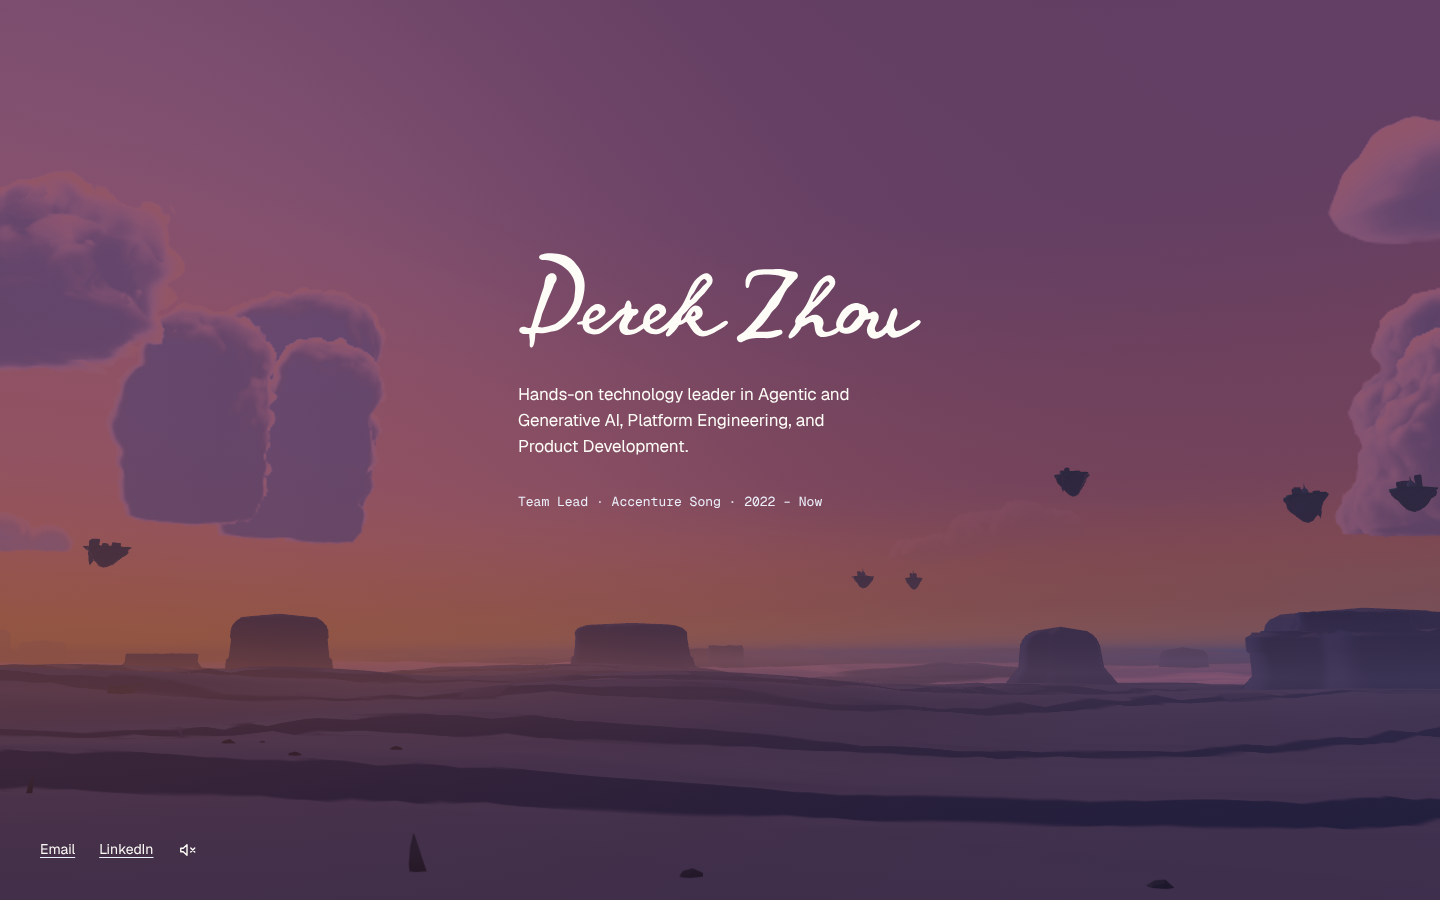 Derek Zhou
Hands-on technology leader in Agentic and
Generative AI, Platform Engineering, and
Product Development.
Team Lead · Accenture Song · 2022 – Now
Email LinkedIn